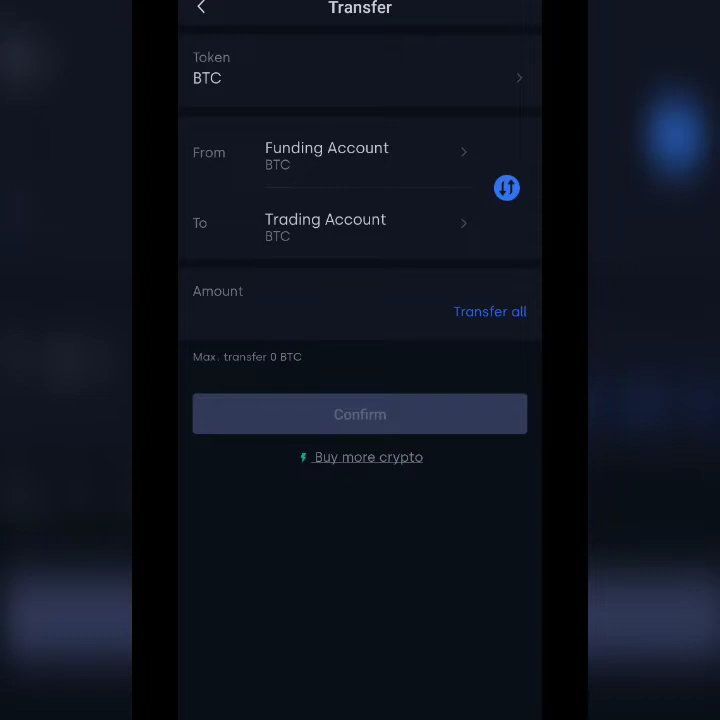 Transfer
Token
BTC
From
Funding Account
BTC
To
Trading Account
BTC
Amount
Transfer all
Max. transfer 0 BTC
Confirm
Buy more crypto